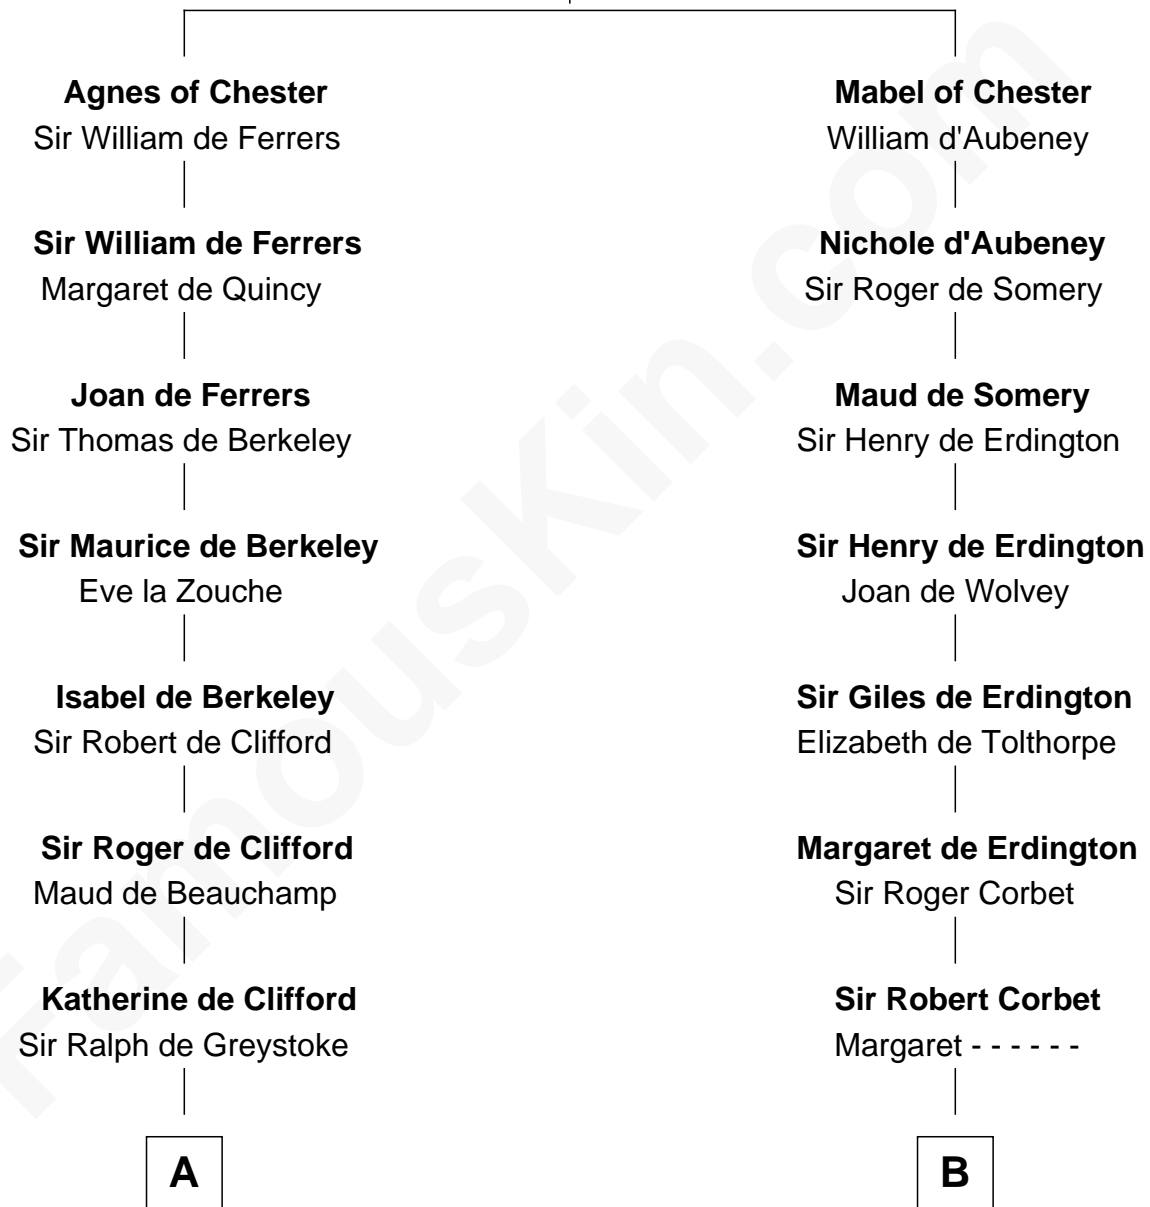 Agnes of Chester
Sir William de Ferrers
Sir William de Ferrers
Margaret de Quincy
Joan de Ferrers
Sir Thomas de Berkeley
Sir Maurice de Berkeley
Eve la Zouche
Isabel de Berkeley
Sir Robert de Clifford
Sir Roger de Clifford
Maud de Beauchamp
Katherine de Clifford
Sir Ralph de Greystoke
A
Mabel of Chester
William d'Aubeney
Nichole d'Aubeney
Sir Roger de Somery
Maud de Somery
Sir Henry de Erdington
Sir Henry de Erdington
Joan de Wolvey
Sir Giles de Erdington
Elizabeth de Tolthorpe
Margaret de Erdington
Sir Roger Corbet
Sir Robert Corbet
Margaret - - - - - -
B
FamousKin.com